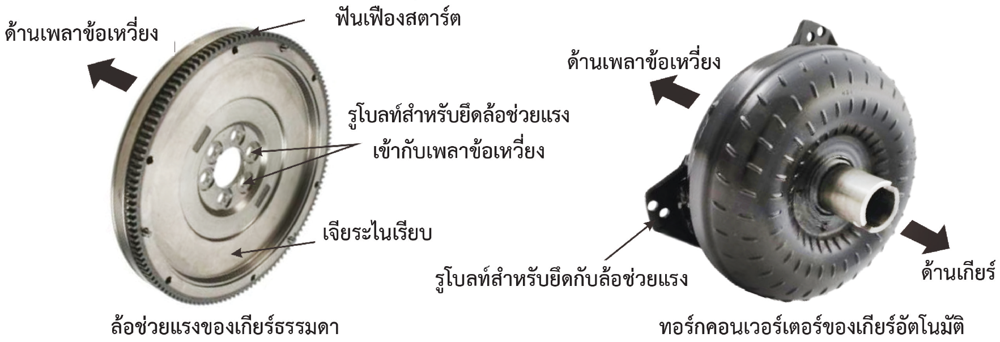 ฟันเฟืองสตาร์ต
ด้านเพลาข้อเหวี่ยง
รูโบลท์สำหรับยึดล้อช่วยแรง
เข้ากับเพลาข้อเหวี่ยง
เจียระไนเรียบ
ล้อช่วยแรงของเกียร์ธรรมดา
ด้านเพลาข้อเหวี่ยง
รูโบลท์สำหรับยึดกับล้อช่วยแรง
ด้านเกียร์
ทอร์กคอนเวอร์เตอร์ของเกียร์อัตโนมัติ